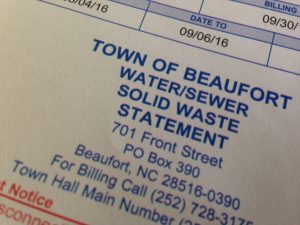 BILLING
/04/16
DATE TO
09/30/
09/06/16
TOWN OF BEAUFORT
WATER/SEWER
SOLID WASTE
STATEMENT
701 Front Street
PO Box 390
Beaufort, NC 28516-0390
For Billing Call (252) 728-3175
Town Hall Main Number (25
t Notice